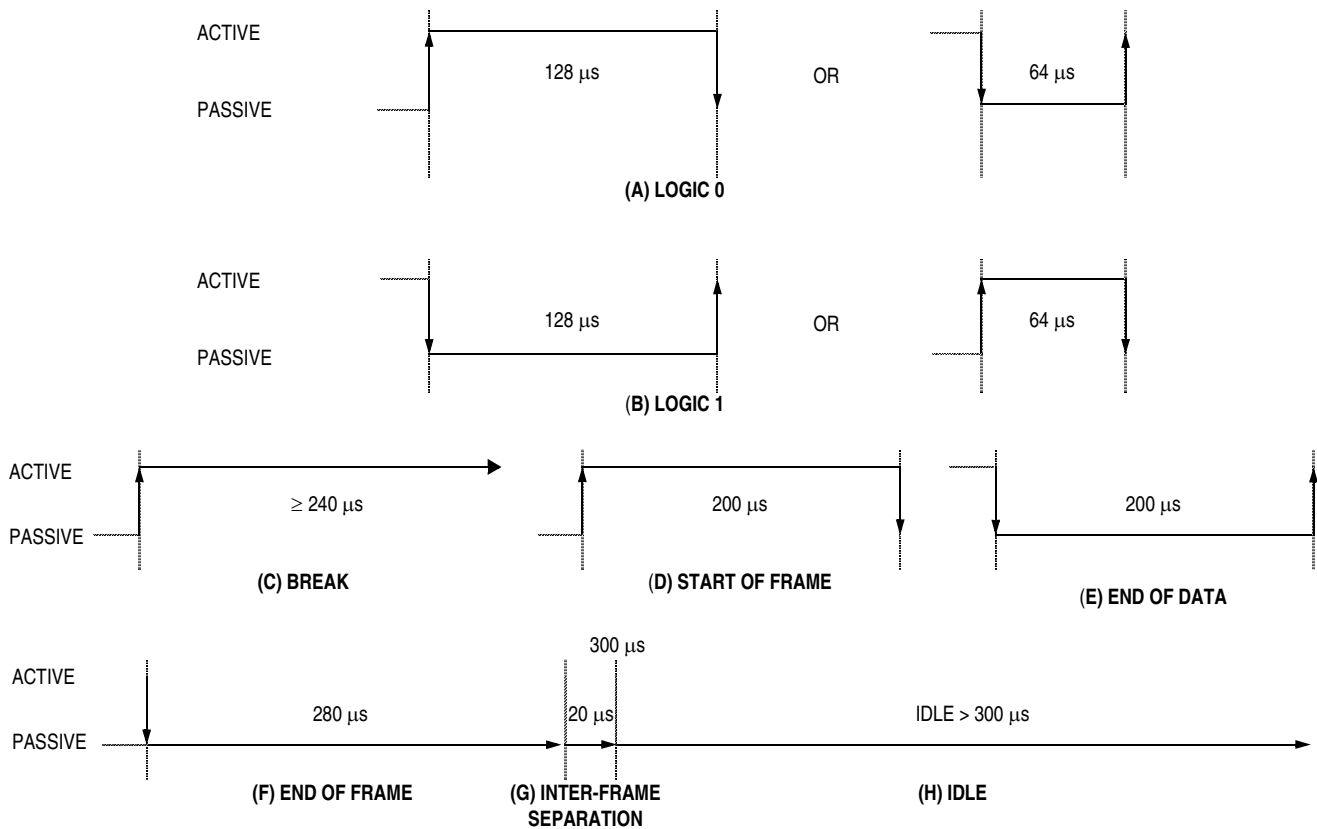 ACTIVE
128 μs
OR
64 μs
PASSIVE
(A) LOGIC 0
ACTIVE
128 μs
OR
64 μs
PASSIVE
(B) LOGIC 1
ACTIVE
≥ 240 μs
200 μs
200 μs
PASSIVE
(C) BREAK
(D) START OF FRAME
(E) END OF DATA
300 μs
ACTIVE
280 μs
20 μs
IDLE > 300 μs
PASSIVE
(F) END OF FRAME
(G) INTER-FRAME
SEPARATION
(H) IDLE